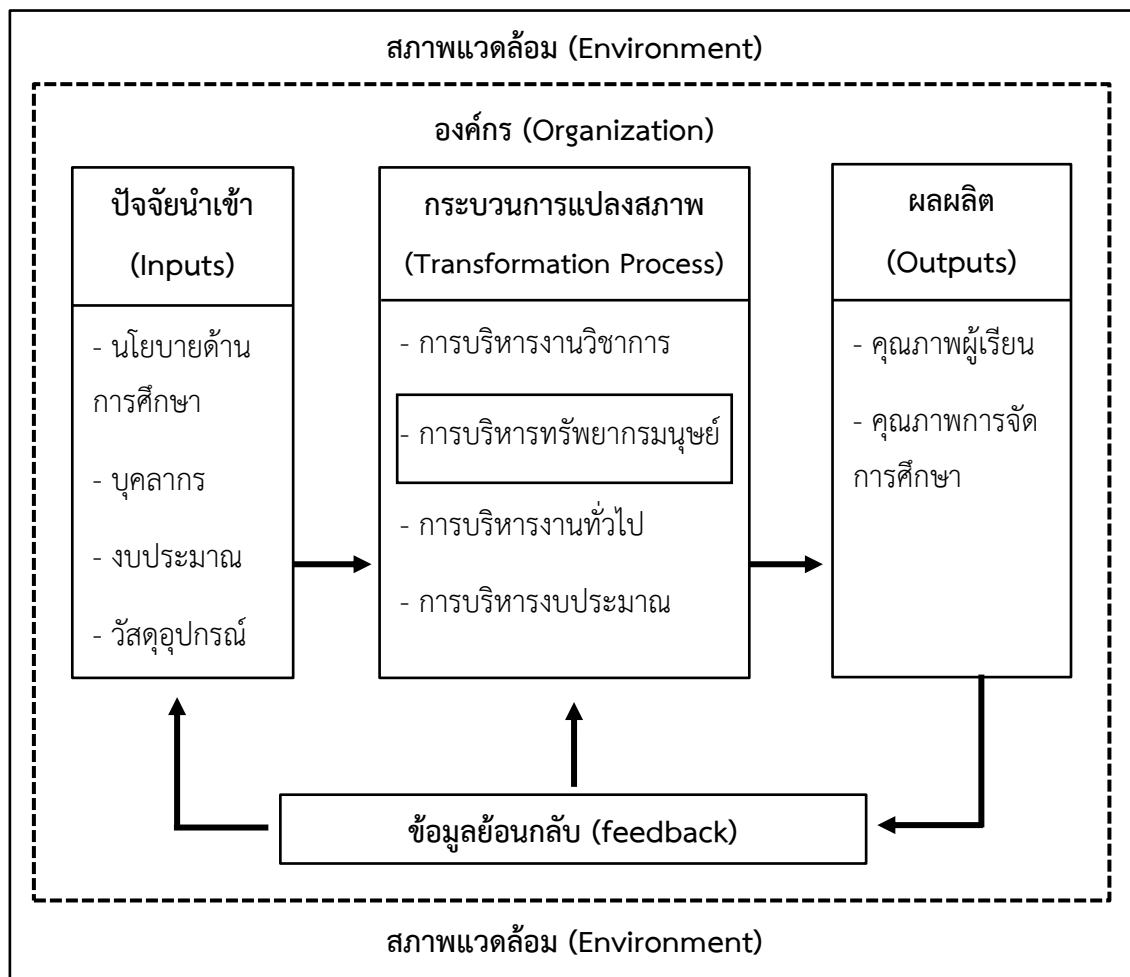 สภาพแวดล้อม (Environment)
องค์กร (Organization)
ปัจจัยนำเข้า
(Inputs)
- นโยบายด้าน
การศึกษา
- บุคลากร
- งบประมาณ
- วัสดุอุปกรณ์
กระบวนการแปลงสภาพ
(Transformation Process)
- การบริหารงานวิชาการ
- การบริหารทรัพยากรมนุษย์
- การบริหารงานทั่วไป
- การบริหารงบประมาณ
ผลผลิต
(Outputs)
- คุณภาพผู้เรียน
- คุณภาพการจัด
การศึกษา
ข้อมูลย้อนกลับ (feedback)
สภาพแวดล้อม (Environment)